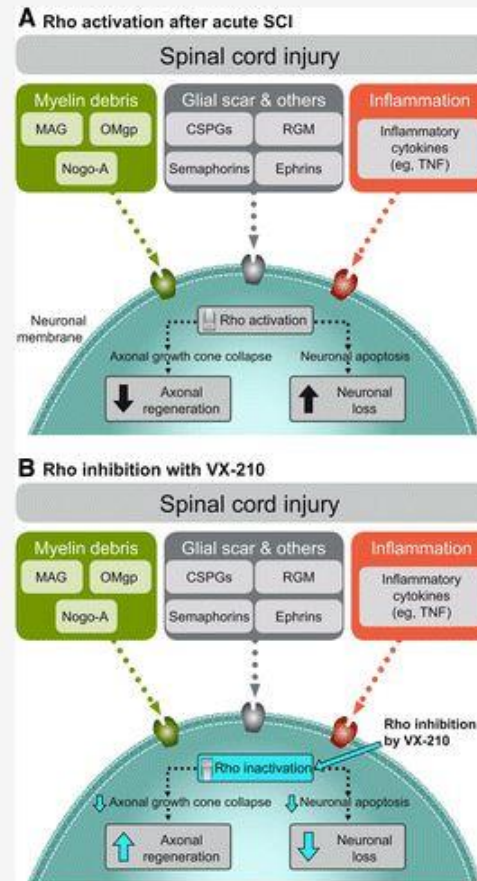 A Rho activation after acute SCI
Spinal cord injury
Myelin debris
MAG
OMgp
Nogo-A
Glial scar & others
CSPGs
RGM
Semaphorins
Ephrins
Inflammation
Inflammatory
cytokines
(eg, TNF)
Neuronal
membrane
Rho activation
Axonal growth cone collapse
Neuronal apoptosis
Axonal
regeneration
Neuronal
loss
B Rho inhibition with VX-210
Spinal cord injury
Myelin debris
MAG
OMgp
Nogo-A
Glial scar & others
CSPGs
RGM
Semaphorins
Ephrins
Inflammation
Inflammatory
cytokines
(eg, TNF)
Rho inhibition
by VX-210
Rho inactivation
Axonal growth cone collapse
Neuronal apoptosis
Axonal
regeneration
Neuronal
loss